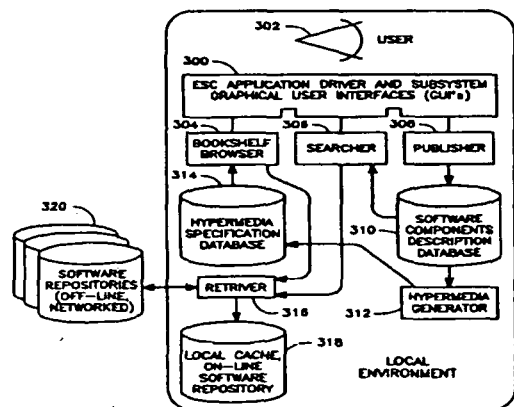 302
USER
300
ESC APPLICATION DRIVER AND SUBSYSTEM
GRAPHICAL USER INTERFACES (GUI's)
304
305
306
BOOKSHELF
BROWSER
SEARCHER
PUBLISHER
314
320
HYPERMEDIA
SPECIFICATION
DATABASE
310
SOFTWARE
COMPONENTS
DESCRIPTION
DATABASE
SOFTWARE
REPOSITORIES
(OFF-LINE,
NETWORKED)
RETRIVER
316
312
HYPERMEDIA
GENERATOR
318
LOCAL CACHE,
ON-LINE
SOFTWARE
REPOSITORY
LOCAL
ENVIRONMENT